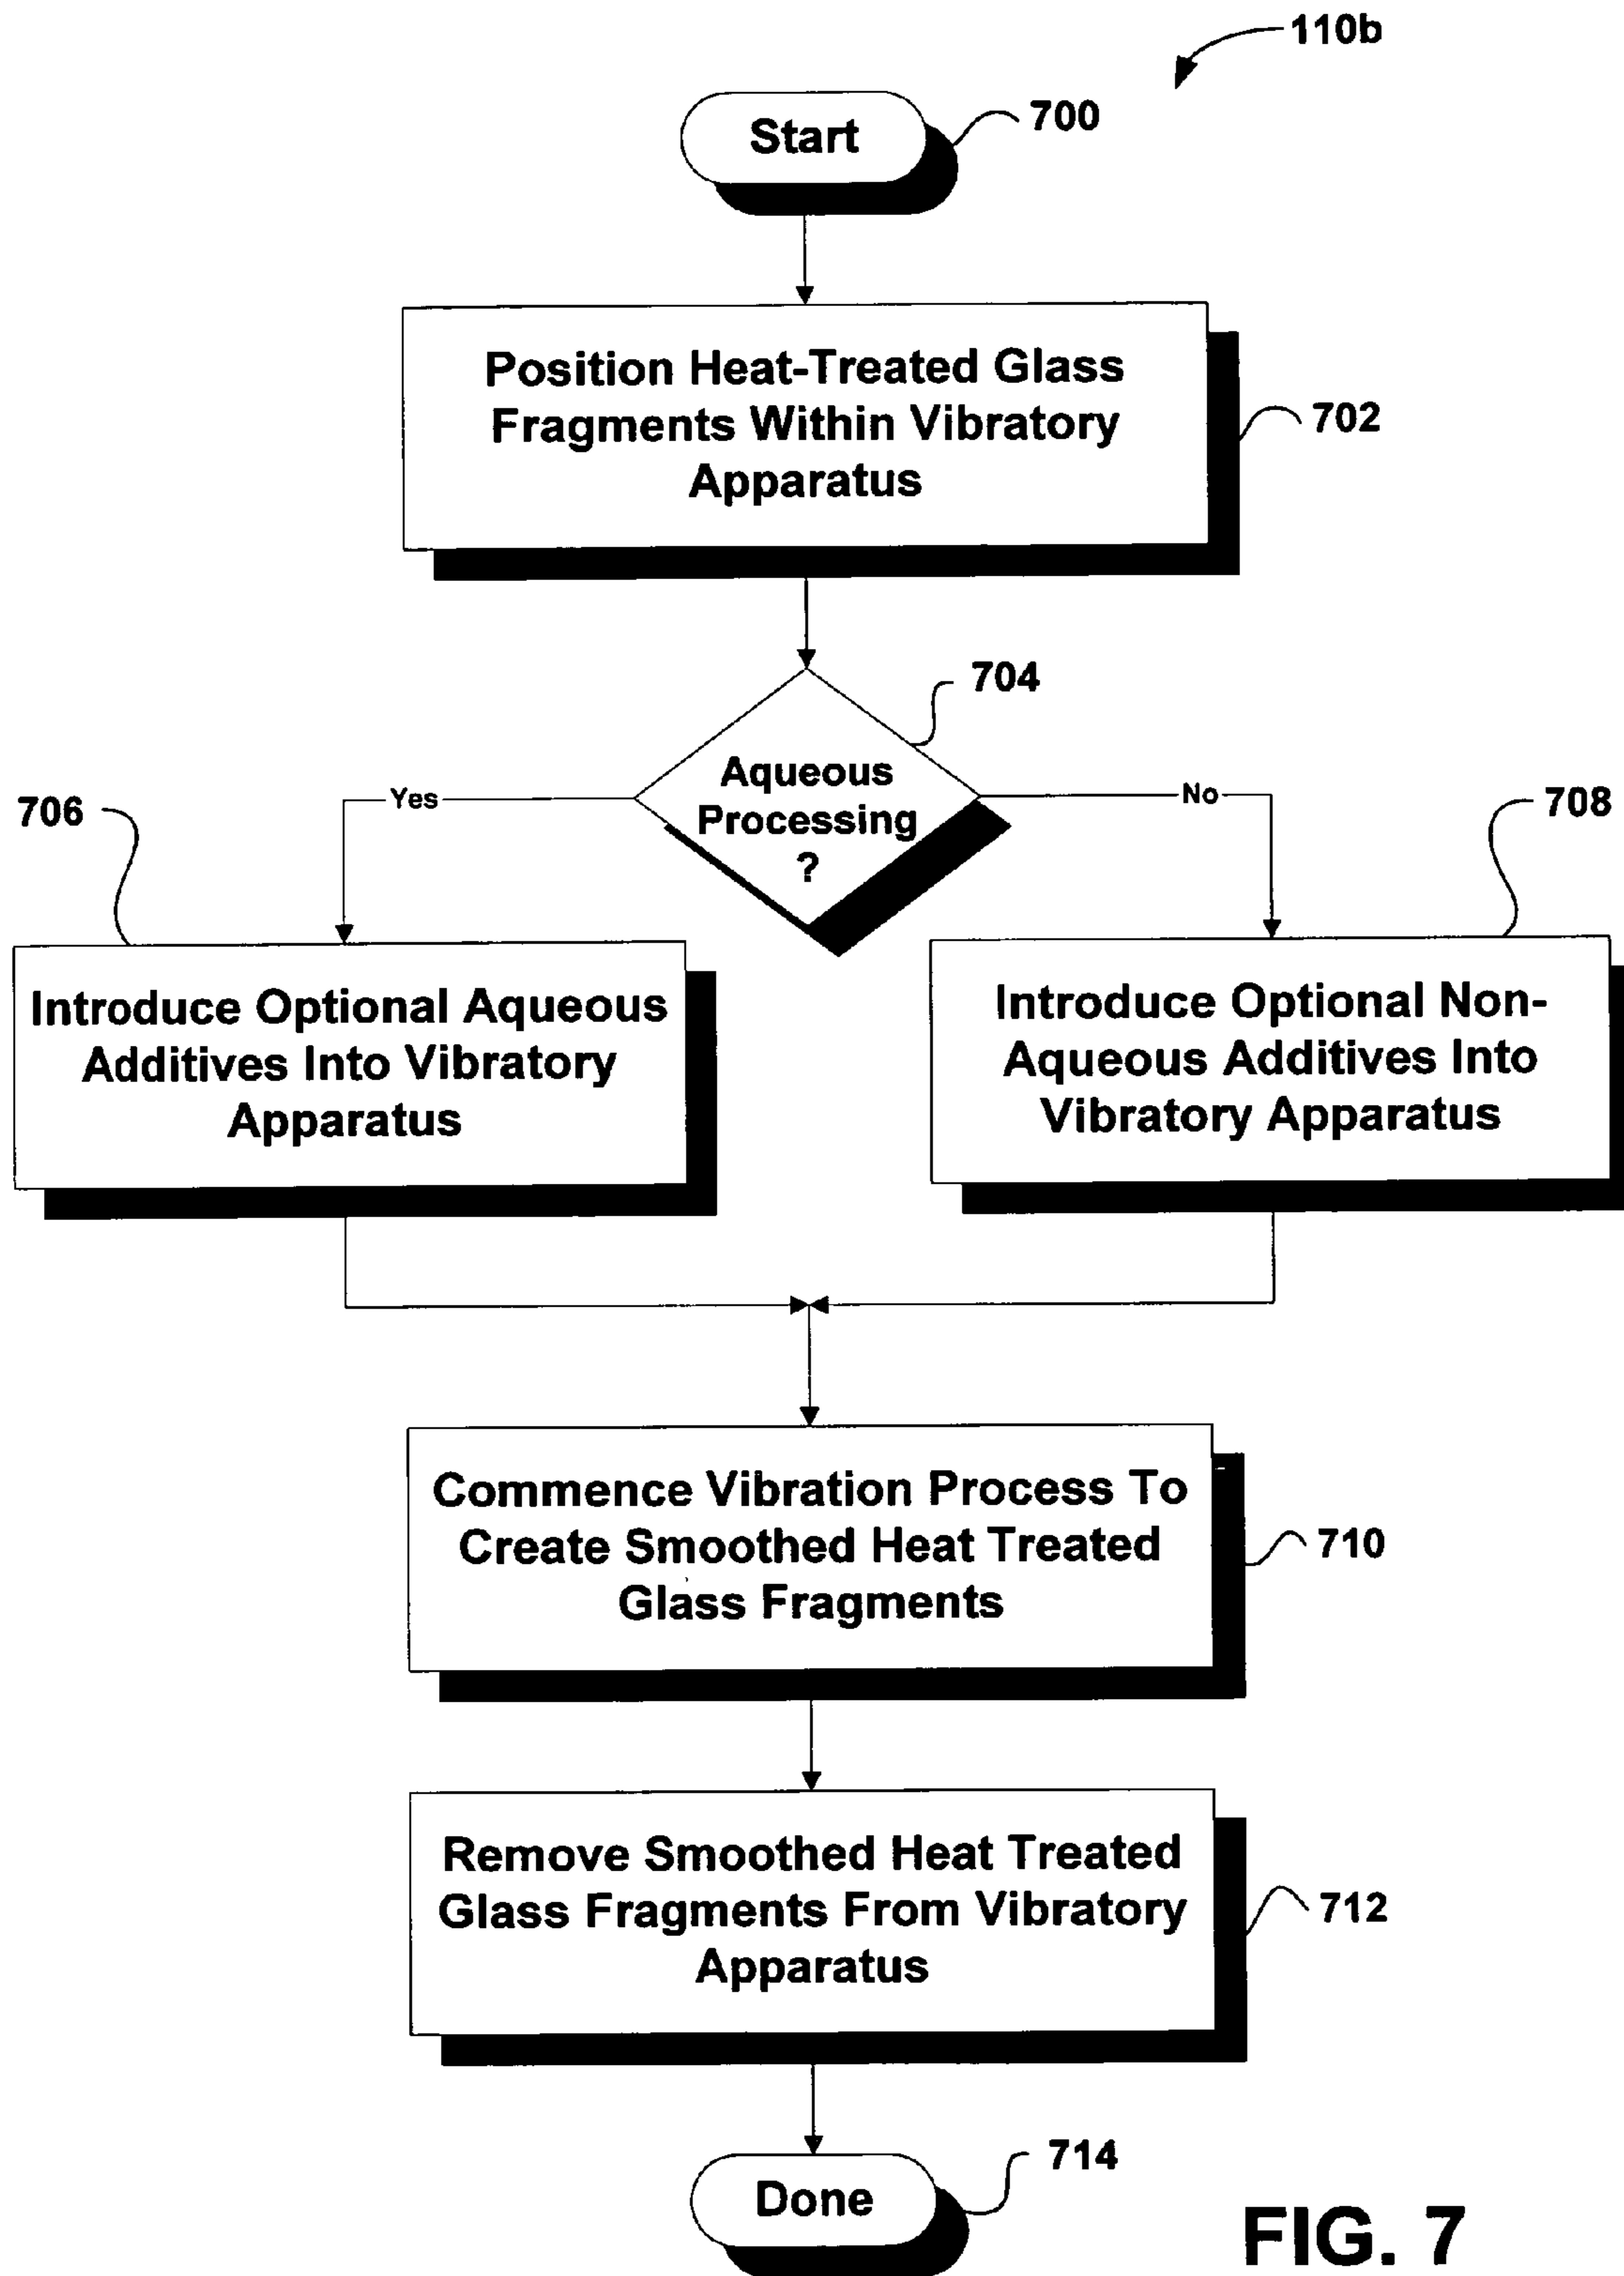 110b
Start
700
Position Heat-Treated Glass
Fragments Within Vibratory
Apparatus
702
704
Aqueous
Processing
?
Yes
No
706
708
Introduce Optional Aqueous
Additives Into Vibratory
Apparatus
Introduce Optional Non-
Aqueous Additives Into
Vibratory Apparatus
Commence Vibration Process To
Create Smoothed Heat Treated
Glass Fragments
710
Remove Smoothed Heat Treated
Glass Fragments From Vibratory
Apparatus
712
Done
714
FIG. 7